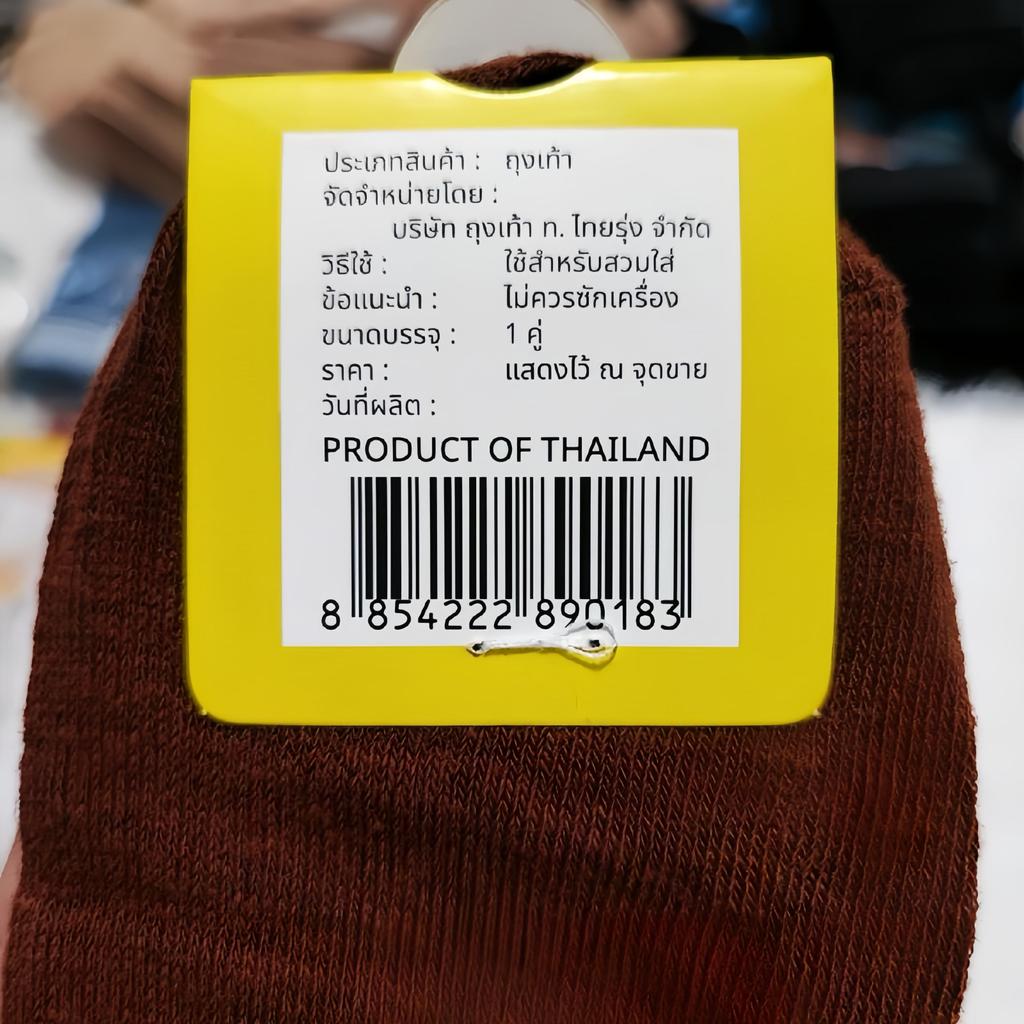 ประเภทสินค้า : ถุงเท้า
จัดจำหน่ายโดย :
บริษัท ถุงเท้า ท. ไทยรุ่ง จำกัด
วิธีใช้ : ใช้สำหรับสวมใส่
ข้อแนะนำ : ไม่ควรซักเครื่อง
ขนาดบรรจุ : 1 คู่
ราคา : แสดงไว้ ณ จุดขาย
วันที่ผลิต :
PRODUCT OF THAILAND
8 854222 890183